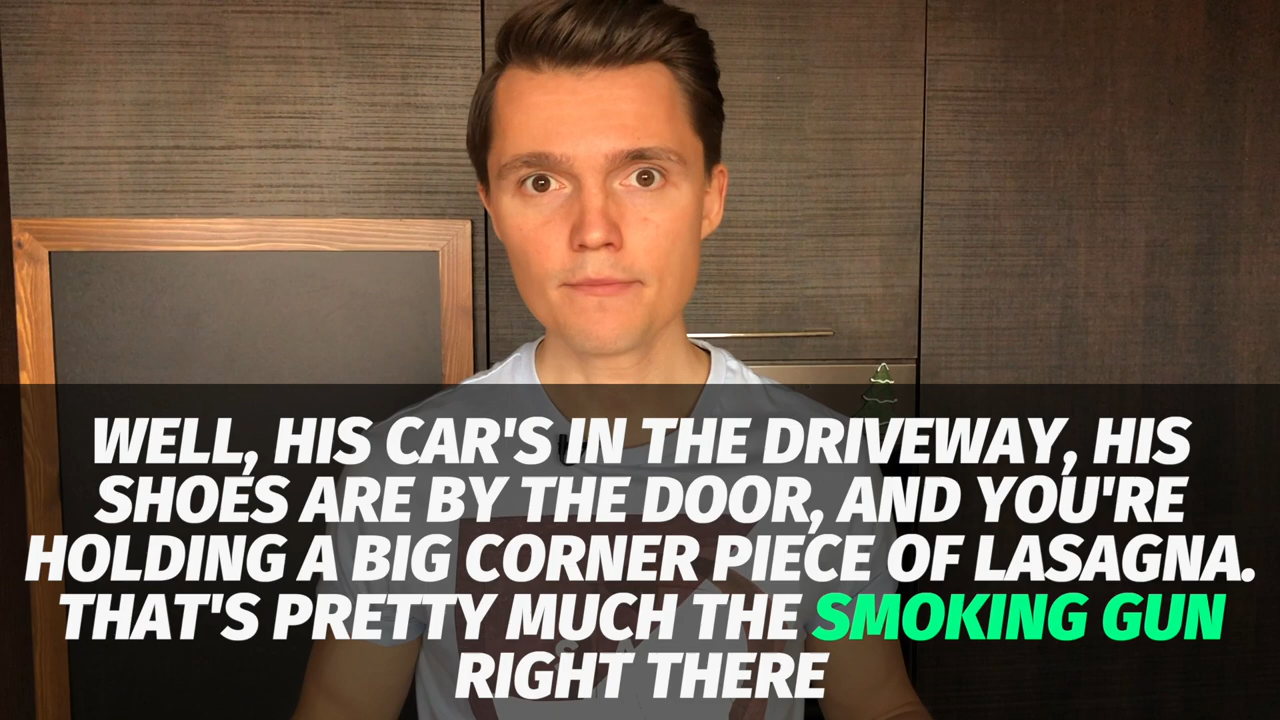 WELL, HIS CAR'S IN THE DRIVEWAY, HIS
SHOES ARE BY THE DOOR, AND YOU'RE
HOLDING A BIG CORNER PIECE OF LASAGNA.
THAT'S PRETTY MUCH THE SMOKING GUN
RIGHT THERE